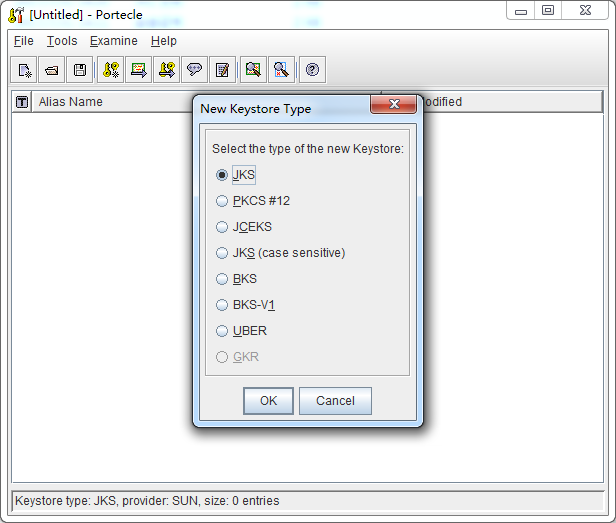 [Untitled] - Portecle
File Tools Examine Help
T Alias Name
New Keystore Type
Select the type of the new Keystore:
JKS
PKCS #12
JCEKS
JKS (case sensitive)
BKS
BKS-V1
UBER
GKR
OK Cancel
Keystore type: JKS, provider: SUN, size: 0 entries